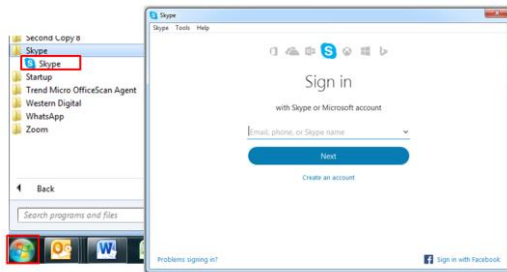 Second Copy 8
Skype
Skype
Startup
Trend Micro OfficeScan Agent
Western Digital
WhatsApp
Zoom
Back
Search programs and files
Skype
Skype Tools Help
Sign in
with Skype or Microsoft account
Email, phone, or Skype name
Next
Create an account
Problems signing in?
Sign in with Facebook